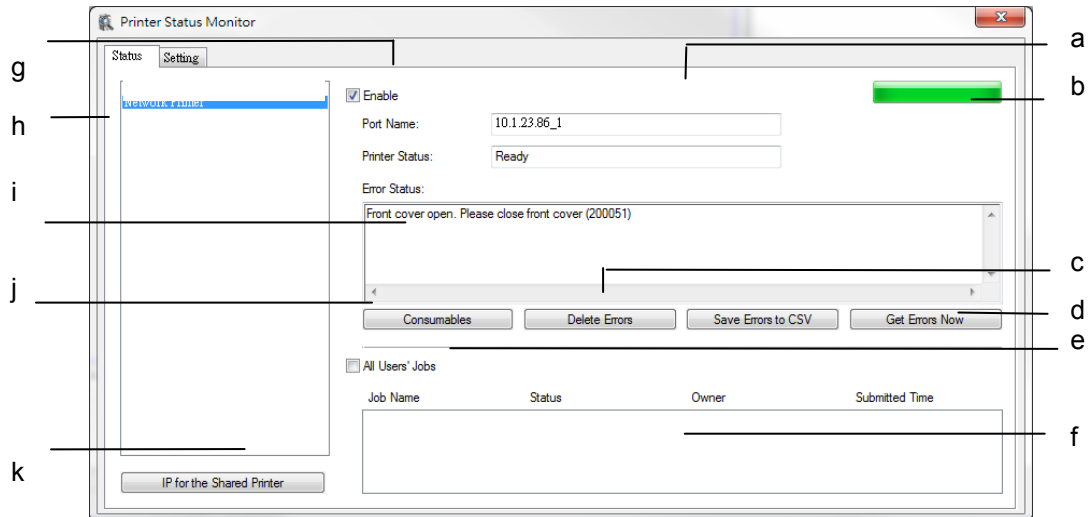 Printer Status Monitor
a
Status Setting
g
b
Network Printer
Enable
h
Port Name: 10.1.23.86_1
Printer Status: Ready
i
Error Status:
Front cover open. Please close front cover (200051)
c
j
d
Consumables Delete Errors Save Errors to CSV Get Errors Now
e
All Users' Jobs
Job Name Status Owner Submitted Time
f
k
IP for the Shared Printer